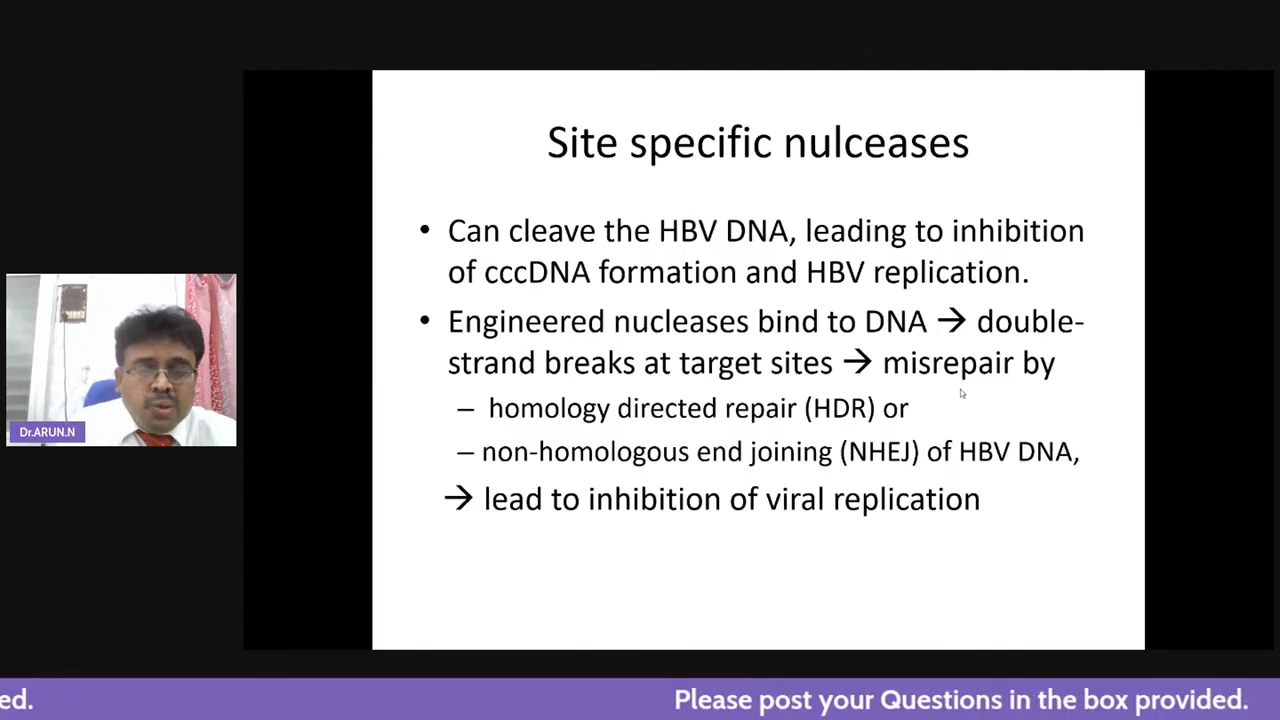 Site specific nulceases
• Can cleave the HBV DNA, leading to inhibition
of cccDNA formation and HBV replication.
• Engineered nucleases bind to DNA → double-
strand breaks at target sites → misrepair by
– homology directed repair (HDR) or
– non-homologous end joining (NHEJ) of HBV DNA,
→ lead to inhibition of viral replication
Dr.ARUN.N
ed.
Please post your Questions in the box provided.